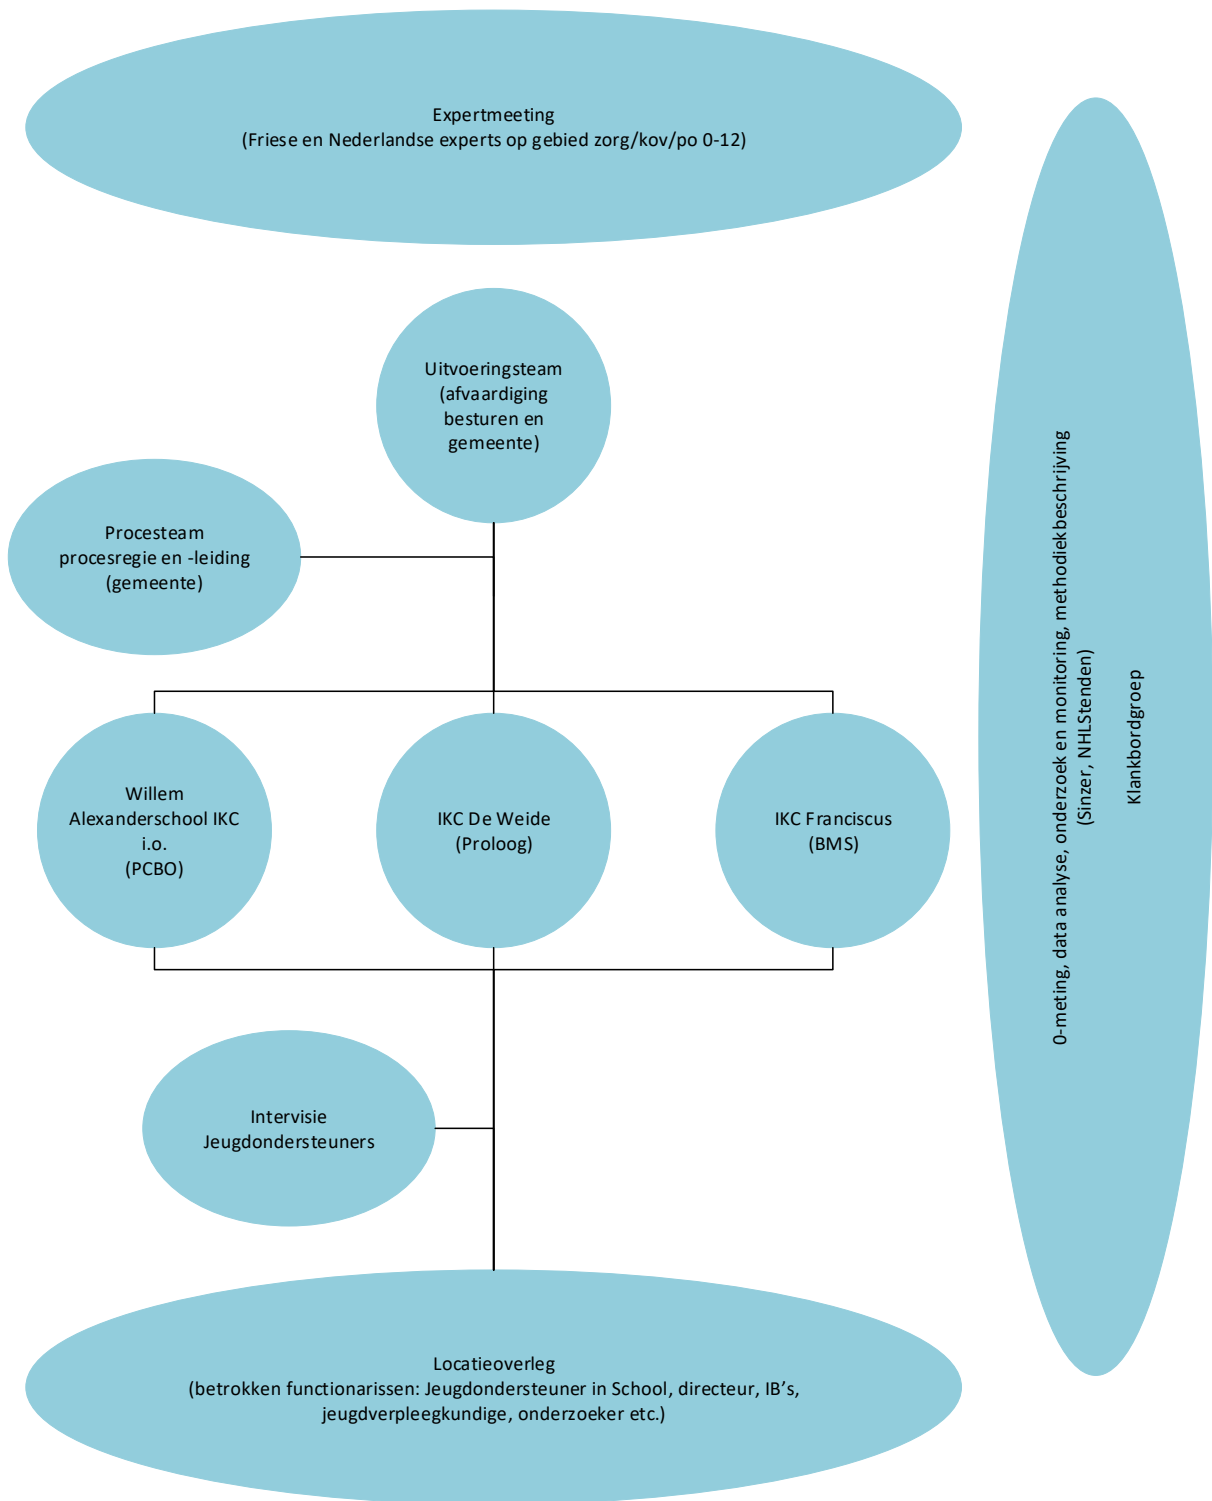 Expertmeeting
(Friese en Nederlandse experts op gebied zorg/kov/po 0-12)
Uitvoeringsteam
(afvaardiging
besturen en
gemeente)
Procesteam
procesregie en -leiding
(gemeente)
Willem
Alexanderschool IKC
i.o.
(PCBO)
IKC De Weide
(Proloog)
IKC Franciscus
(BMS)
Intervisie
Jeugdondersteuners
Locatieoverleg
(betrokken functionarissen: Jeugdondersteuner in School, directeur, IB’s,
jeugdverpleegkundige, onderzoeker etc.)
0-meting, data analyse, onderzoek en monitoring, methodiekbeschrijving
(Sinzer, NHLStenden)
Klankbordgroep